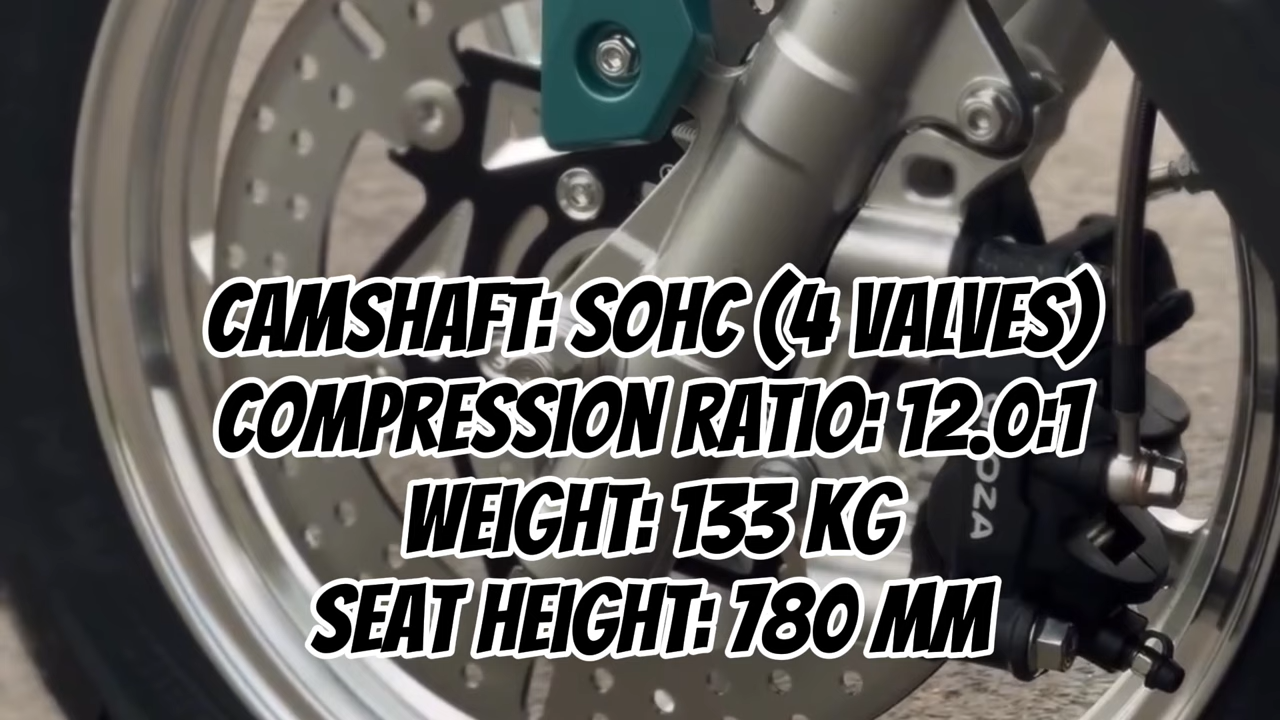 CAMSHAFT: SOHC (4 VALVES)
COMPRESSION RATIO: 12.0:1
WEIGHT: 133 KG
SEAT HEIGHT: 780 MM